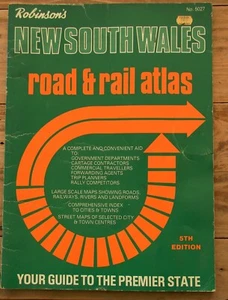 Robinson's
No. 6027
NEW SOUTH WALES
road & rail atlas
A COMPLETE AND CONVENIENT AID
TO:
GOVERNMENT DEPARTMENTS
CARTAGE CONTRACTORS
COMMERCIAL TRAVELLERS
FORWARDING AGENTS
TRIP PLANNERS
RALLY COMPETITORS
LARGE SCALE MAPS SHOWING ROADS,
RAILWAYS, RIVERS AND LANDFORMS
COMPREHENSIVE INDEX
TO CITIES & TOWNS
STREET MAPS OF SELECTED CITY
& TOWN CENTRES
5TH
EDITION
YOUR GUIDE TO THE PREMIER STATE